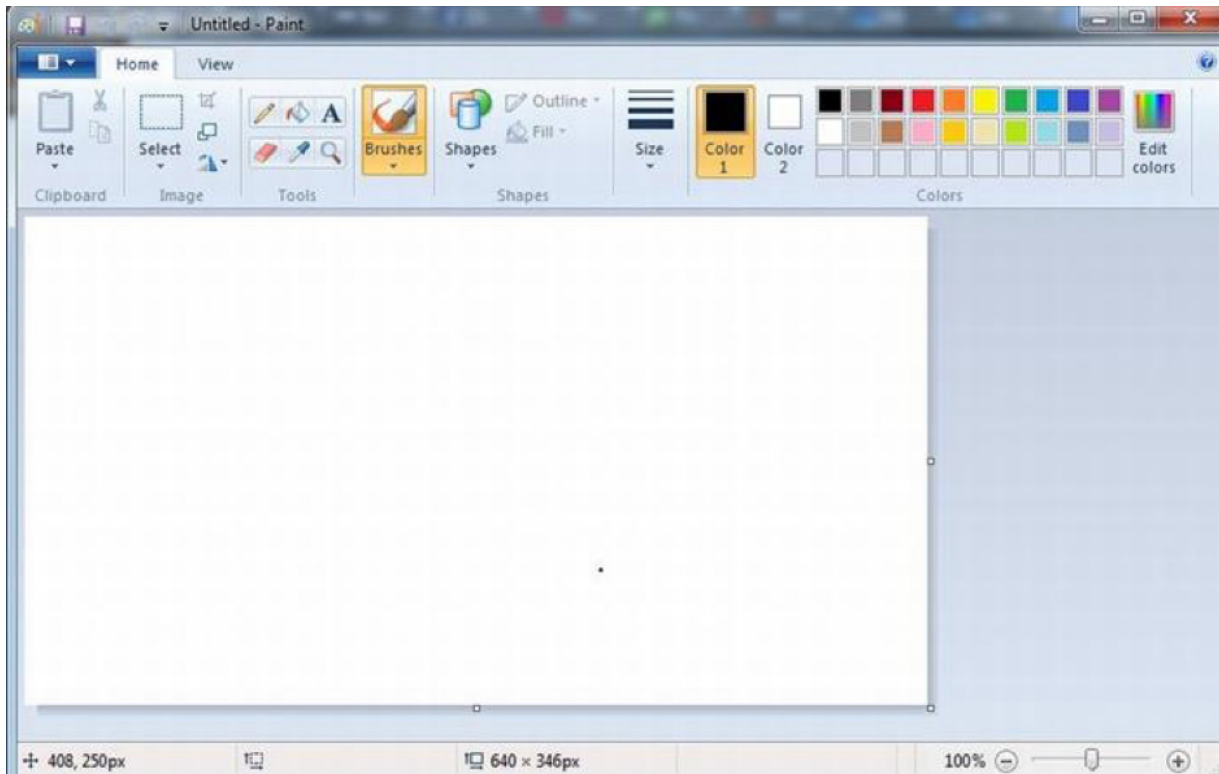 Untitled - Paint
Home View
Outline
Fill
Paste Select A Brushes Shapes Size Color 1 Color 2 Edit colors
Clipboard Image Tools Shapes Colors
408, 250px 640 × 346px 100%